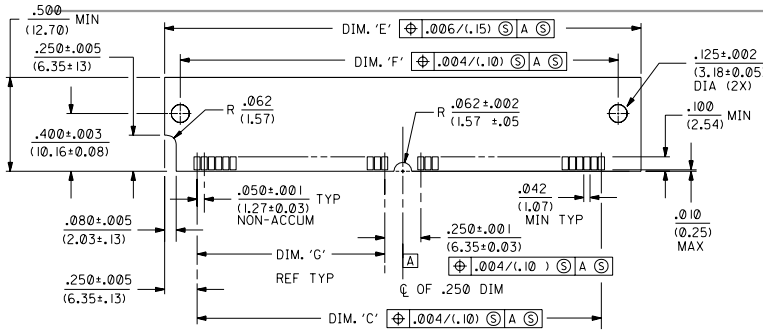 .500 MIN
(12.70)
DIM. 'E' ⌖ .006/(.15) Ⓢ A Ⓢ
.250±.005
(6.35±13)
DIM. 'F' ⌖ .004/(.10) Ⓢ A Ⓢ
.125±.002
(3.18±0.05)
DIA (2X)
R .062
(1.57)
R .062±.002
(1.57 ±.05
.100 MIN
(2.54)
.400±.003
(10.16±0.08)
.050±.001 TYP
(1.27±0.03)
NON-ACCUM
.042
(1.07)
MIN TYP
.010
(0.25)
MAX
.080±.005
(2.03±.13)
.250±.001
(6.35±0.03)
DIM. 'G'
REF TYP
A
⌖ .004/(.10 ) Ⓢ A Ⓢ
℄ OF .250 DIM
.250±.005
(6.35±.13)
DIM. 'C' ⌖ .004/(.10) Ⓢ A Ⓢ